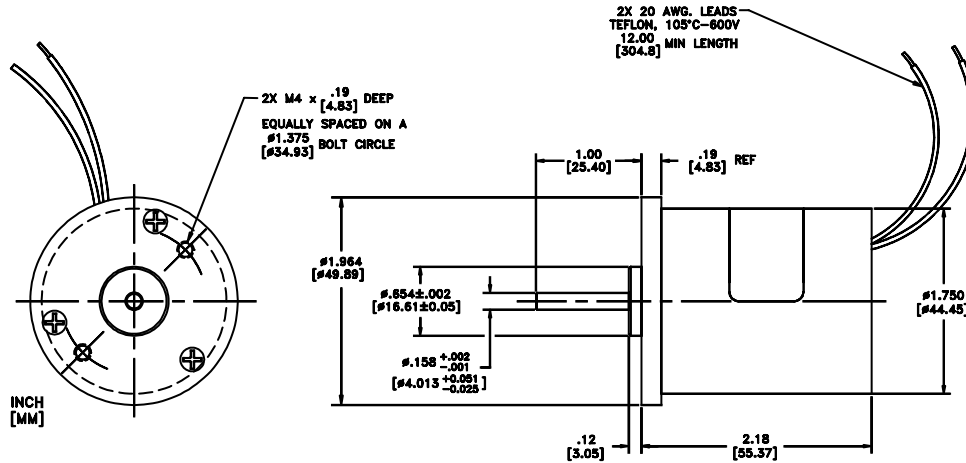 2X 20 AWG. LEADS
TEFLON, 105°C-600V
12.00
[304.8] MIN LENGTH
2X M4 x .19 [4.83] DEEP
EQUALLY SPACED ON A
ø1.375
[ø34.93] BOLT CIRCLE
1.00
[25.40]
.19
[4.83] REF
ø1.964
[ø49.89]
ø.654±.002
[ø16.61±0.05]
ø1.750
[ø44.45]
ø.158 +.002 -.001
[ø4.013 +0.051 -0.025]
INCH
[MM]
.12
[3.05]
2.18
[55.37]